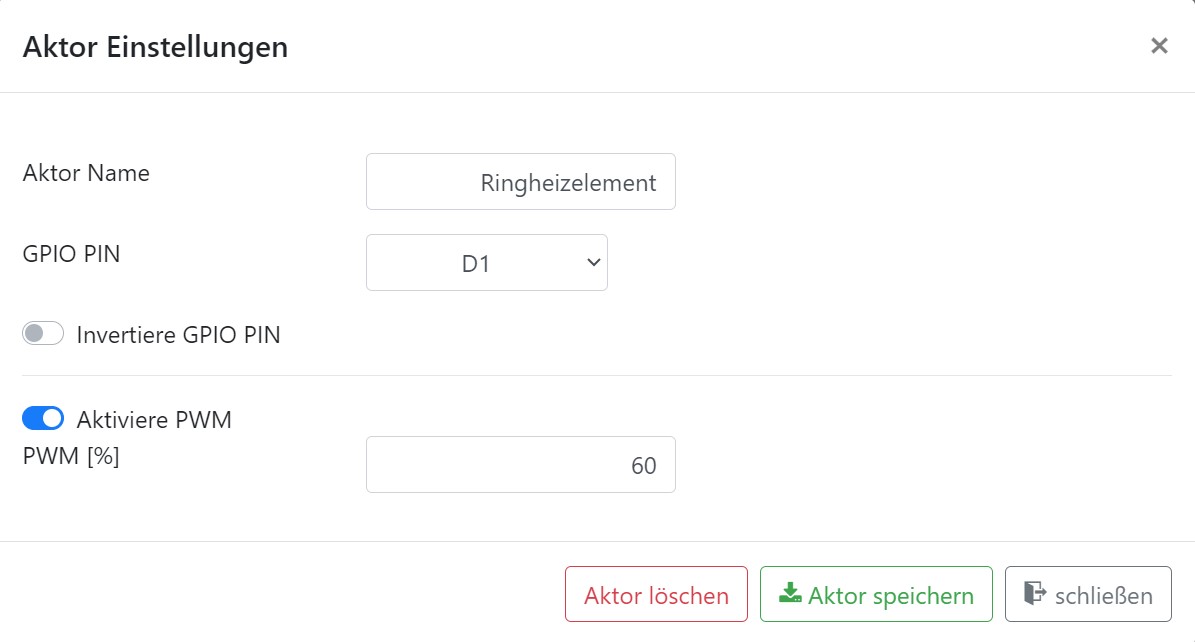 Aktor Einstellungen
Aktor Name
Ringheizelement
GPIO PIN
D1
Invertiere GPIO PIN
Aktiviere PWM
PWM [%]
60
Aktor löschen
Aktor speichern
schließen